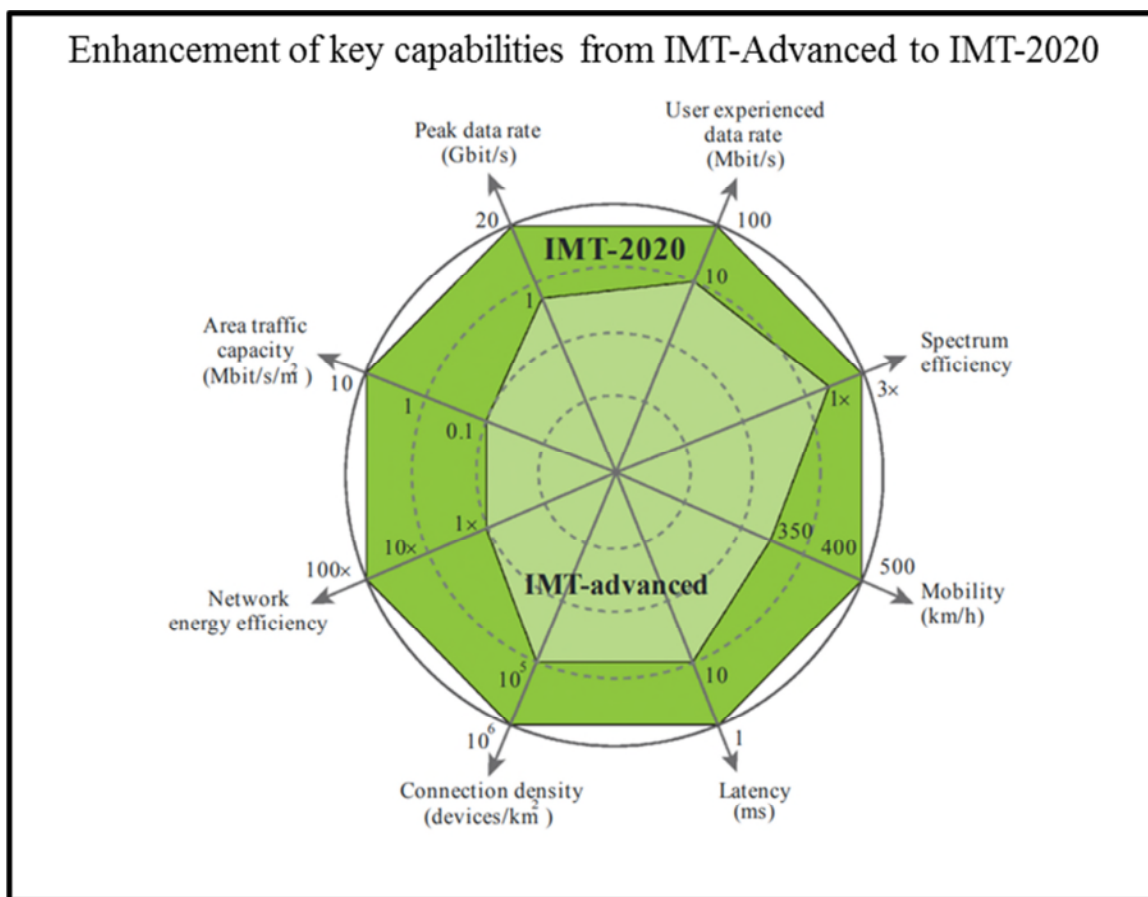 Enhancement of key capabilities from IMT-Advanced to IMT-2020
Peak data rate
(Gbit/s)
User experienced
data rate
(Mbit/s)
20
100
IMT-2020
1
10
Area traffic
capacity
(Mbit/s/m²)
10
1
0.1
Spectrum
efficiency
1×
3×
1×
10×
100×
Network
energy efficiency
350
400
500
Mobility
(km/h)
IMT-advanced
10⁵
10⁶
10
1
Connection density
(devices/km²)
Latency
(ms)